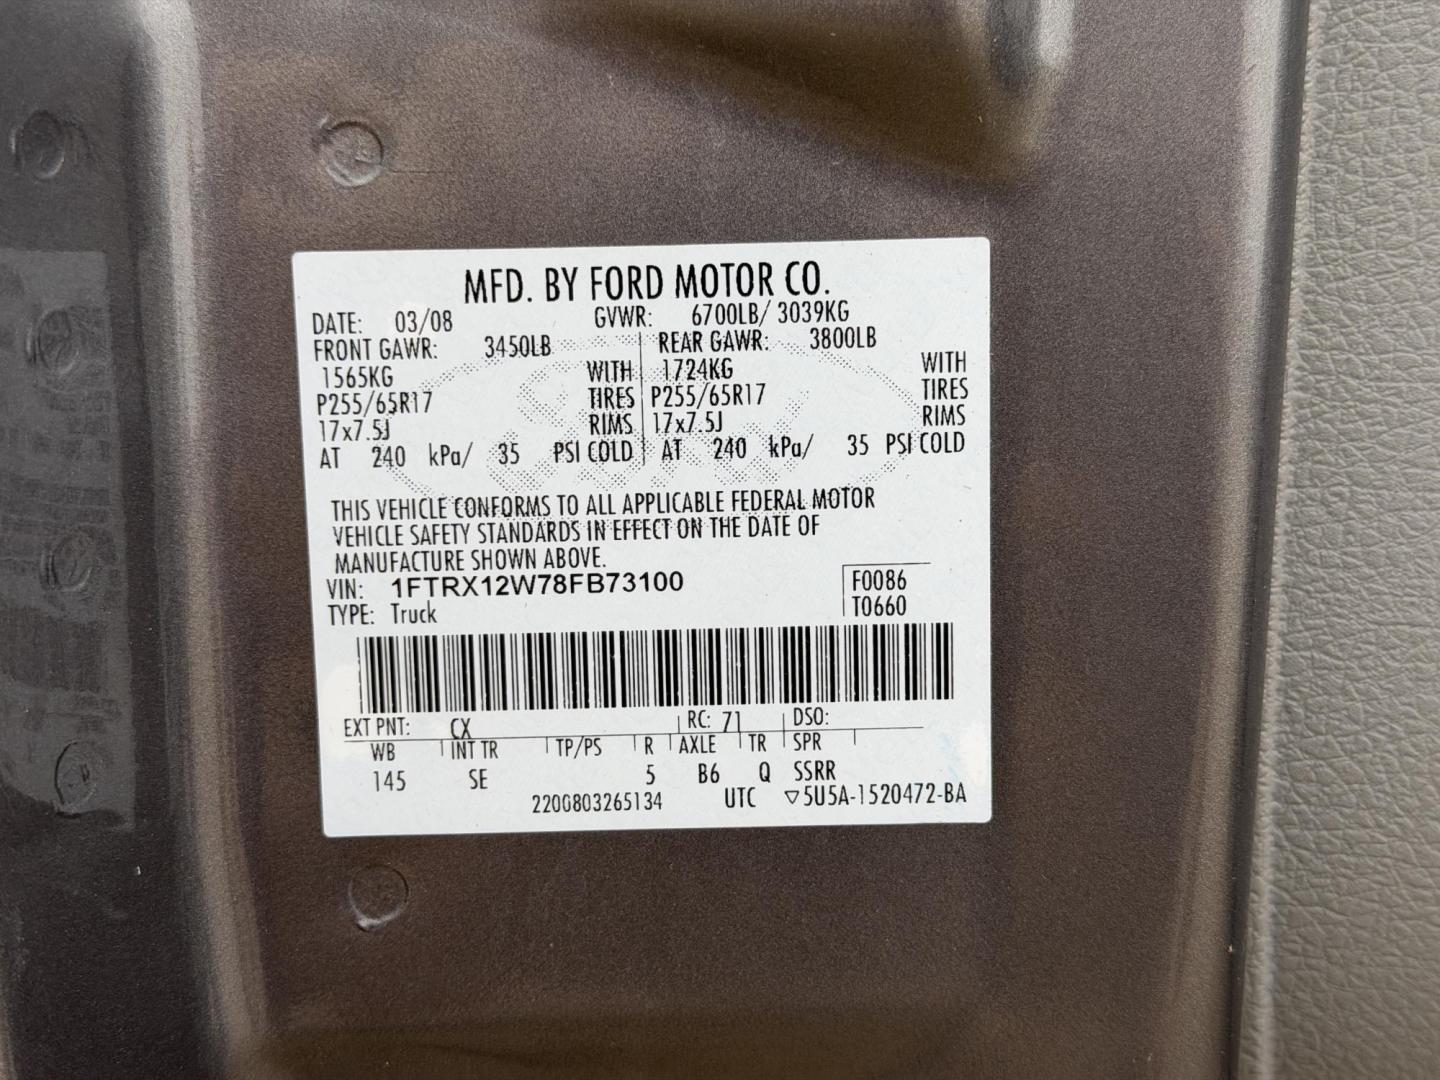 MFD. BY FORD MOTOR CO.
DATE: 03/08 GVWR: 6700LB/ 3039KG
FRONT GAWR: 3450LB REAR GAWR: 3800LB
1565KG WITH 1724KG WITH
P255/65R17 TIRES P255/65R17 TIRES
17x7.5J RIMS 17x7.5J RIMS
AT 240 kPa/ 35 PSI COLD AT 240 kPa/ 35 PSI COLD
THIS VEHICLE CONFORMS TO ALL APPLICABLE FEDERAL MOTOR
VEHICLE SAFETY STANDARDS IN EFFECT ON THE DATE OF
MANUFACTURE SHOWN ABOVE.
VIN: 1FTRX12W78FB73100 F0086
TYPE: Truck T0660
EXT PNT: CX RC: 71 DSO:
WB INT TR TP/PS R AXLE TR SPR
145 SE 5 B6 Q SSRR
2200803265134 UTC ▽5U5A-1520472-BA